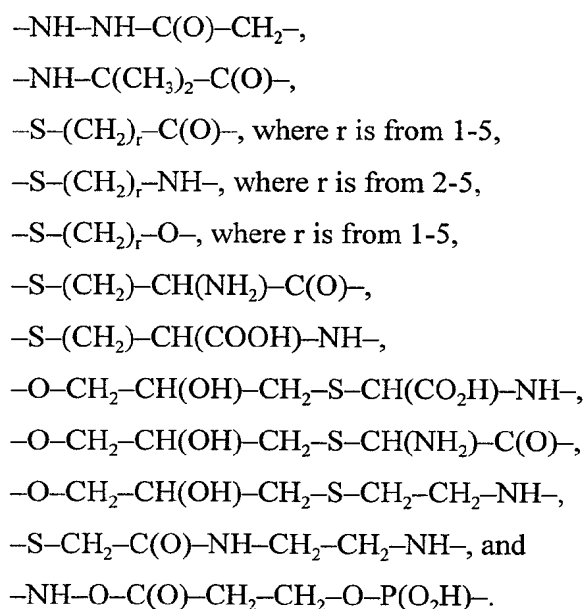 –NH–NH–C(O)–CH₂–,
–NH–C(CH₃)₂–C(O)–,
–S–(CH₂)ᵣ–C(O)–, where r is from 1-5,
–S–(CH₂)ᵣ–NH–, where r is from 2-5,
–S–(CH₂)ᵣ–O–, where r is from 1-5,
–S–(CH₂)–CH(NH₂)–C(O)–,
–S–(CH₂)–CH(COOH)–NH–,
–O–CH₂–CH(OH)–CH₂–S–CH(CO₂H)–NH–,
–O–CH₂–CH(OH)–CH₂–S–CH(NH₂)–C(O)–,
–O–CH₂–CH(OH)–CH₂–S–CH₂–CH₂–NH–,
–S–CH₂–C(O)–NH–CH₂–CH₂–NH–, and
–NH–O–C(O)–CH₂–CH₂–O–P(O₂H)–.